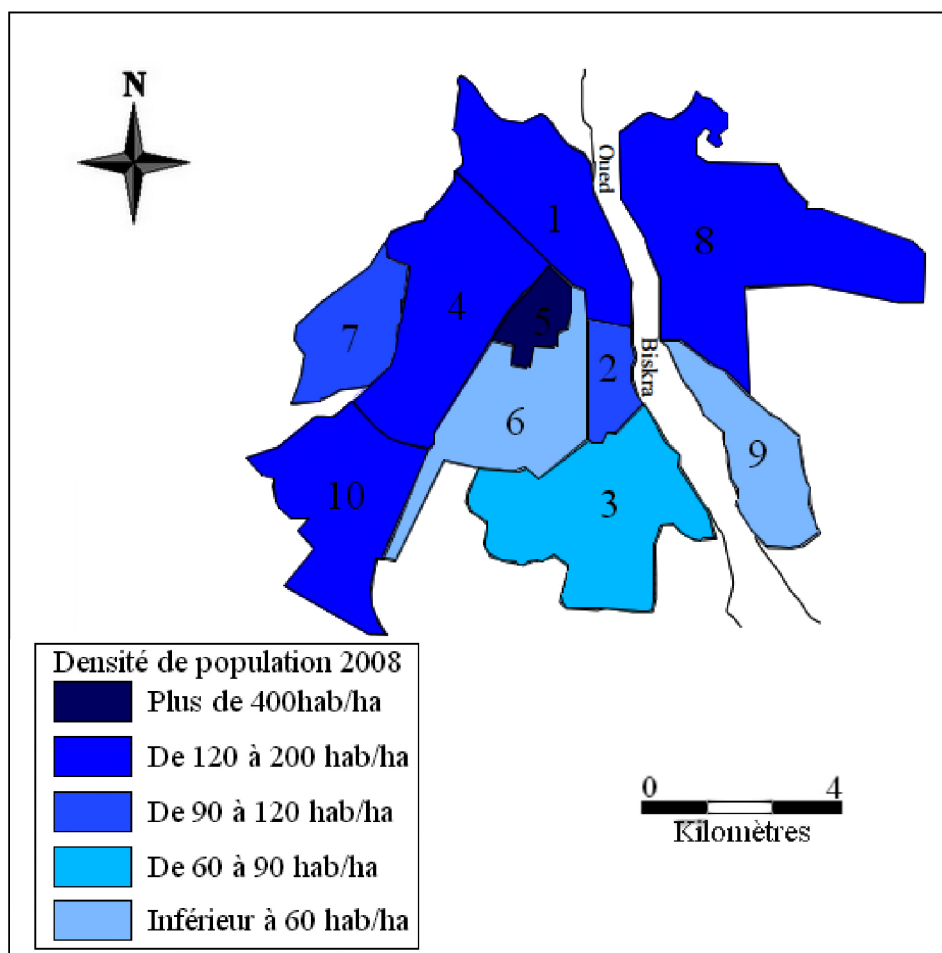 N
Oued
1
8
5
4
7
2
Biskra
6
9
10
3
Densité de population 2008
Plus de 400hab/ha
De 120 à 200 hab/ha
De 90 à 120 hab/ha
De 60 à 90 hab/ha
Inférieur à 60 hab/ha
0 4
Kilomètres